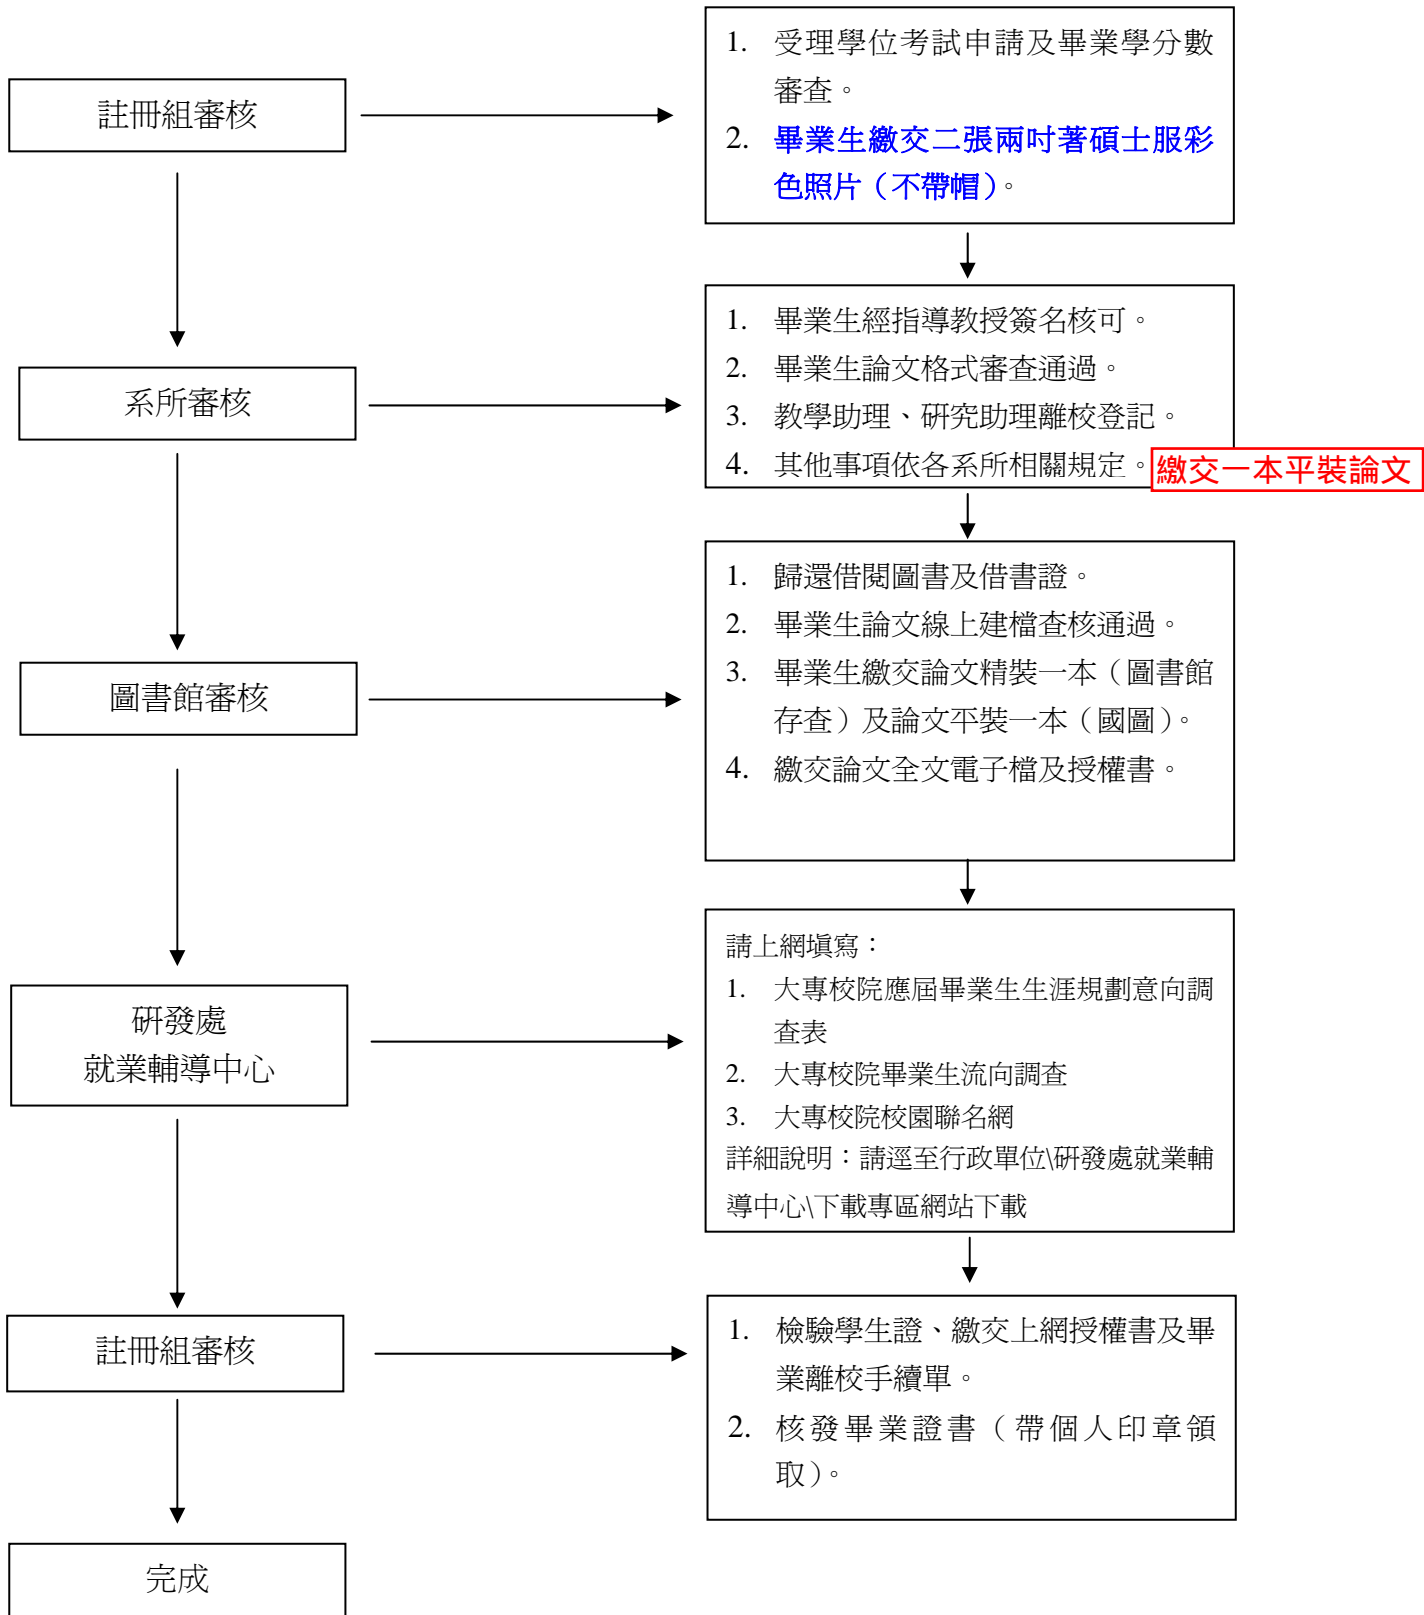 註冊組審核
1. 受理學位考試申請及畢業學分數
審查。
2. 畢業生繳交二張兩吋著碩士服彩
色照片（不帶帽）。
系所審核
1. 畢業生經指導教授簽名核可。
2. 畢業生論文格式審查通過。
3. 教學助理、研究助理離校登記。
4. 其他事項依各系所相關規定。
繳交一本平裝論文
圖書館審核
1. 歸還借閱圖書及借書證。
2. 畢業生論文線上建檔查核通過。
3. 畢業生繳交論文精裝一本（圖書館
存查）及論文平裝一本（國圖）。
4. 繳交論文全文電子檔及授權書。
研發處
就業輔導中心
請上網填寫：
1. 大專校院應屆畢業生生涯規劃意向調
查表
2. 大專校院畢業生流向調查
3. 大專校院校園聯名網
詳細說明：請逕至行政單位\研發處就業輔
導中心\下載專區網站下載
註冊組審核
1. 檢驗學生證、繳交上網授權書及畢
業離校手續單。
2. 核發畢業證書（帶個人印章領
取）。
完成